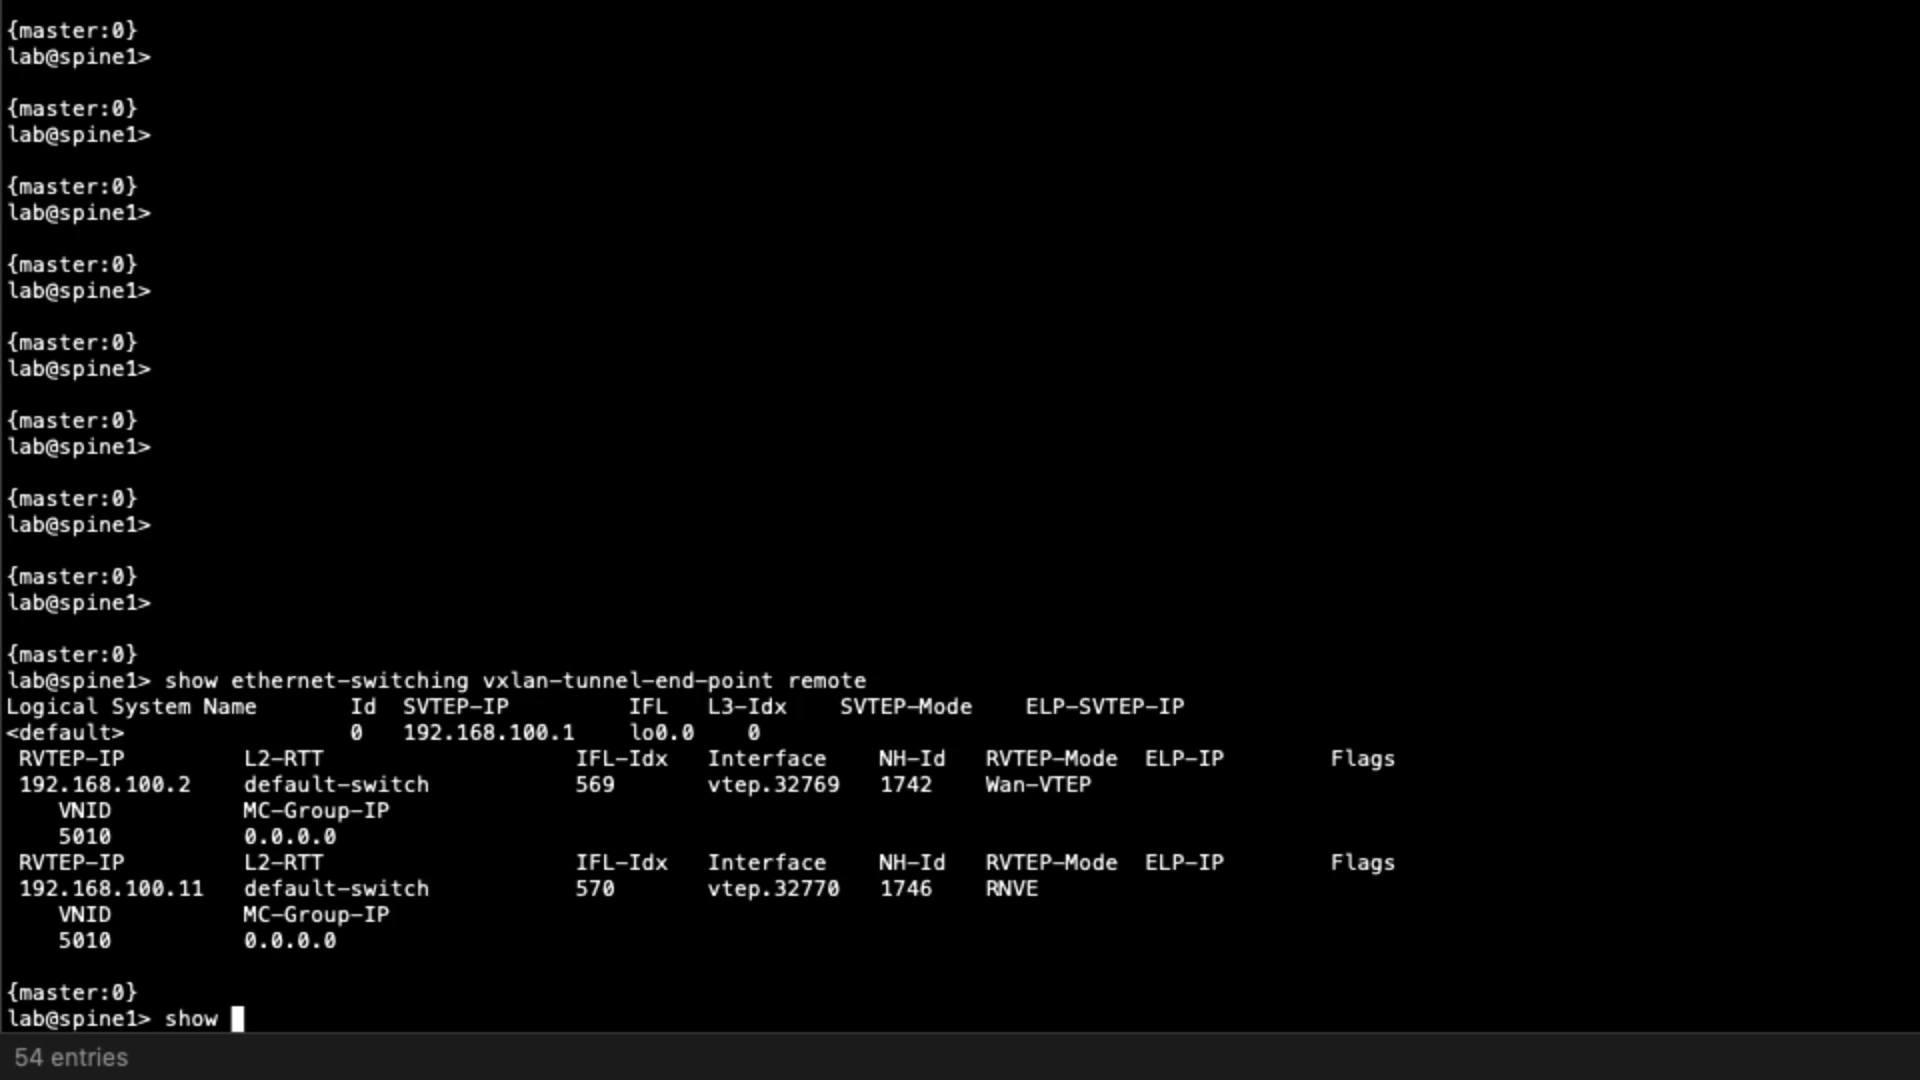 {master:0}
lab@spine1>
{master:0}
lab@spine1>
{master:0}
lab@spine1>
{master:0}
lab@spine1>
{master:0}
lab@spine1>
{master:0}
lab@spine1>
{master:0}
lab@spine1>
{master:0}
lab@spine1>
{master:0}
lab@spine1> show ethernet-switching vxlan-tunnel-end-point remote
Logical System Name       Id  SVTEP-IP         IFL   L3-Idx    SVTEP-Mode    ELP-SVTEP-IP
<default>                 0   192.168.100.1    lo0.0    0
 RVTEP-IP         L2-RTT                   IFL-Idx   Interface    NH-Id   RVTEP-Mode  ELP-IP        Flags
 192.168.100.2    default-switch           569       vtep.32769   1742    Wan-VTEP
    VNID          MC-Group-IP
    5010          0.0.0.0
 RVTEP-IP         L2-RTT                   IFL-Idx   Interface    NH-Id   RVTEP-Mode  ELP-IP        Flags
 192.168.100.11   default-switch           570       vtep.32770   1746    RNVE
    VNID          MC-Group-IP
    5010          0.0.0.0
{master:0}
lab@spine1> show
54 entries